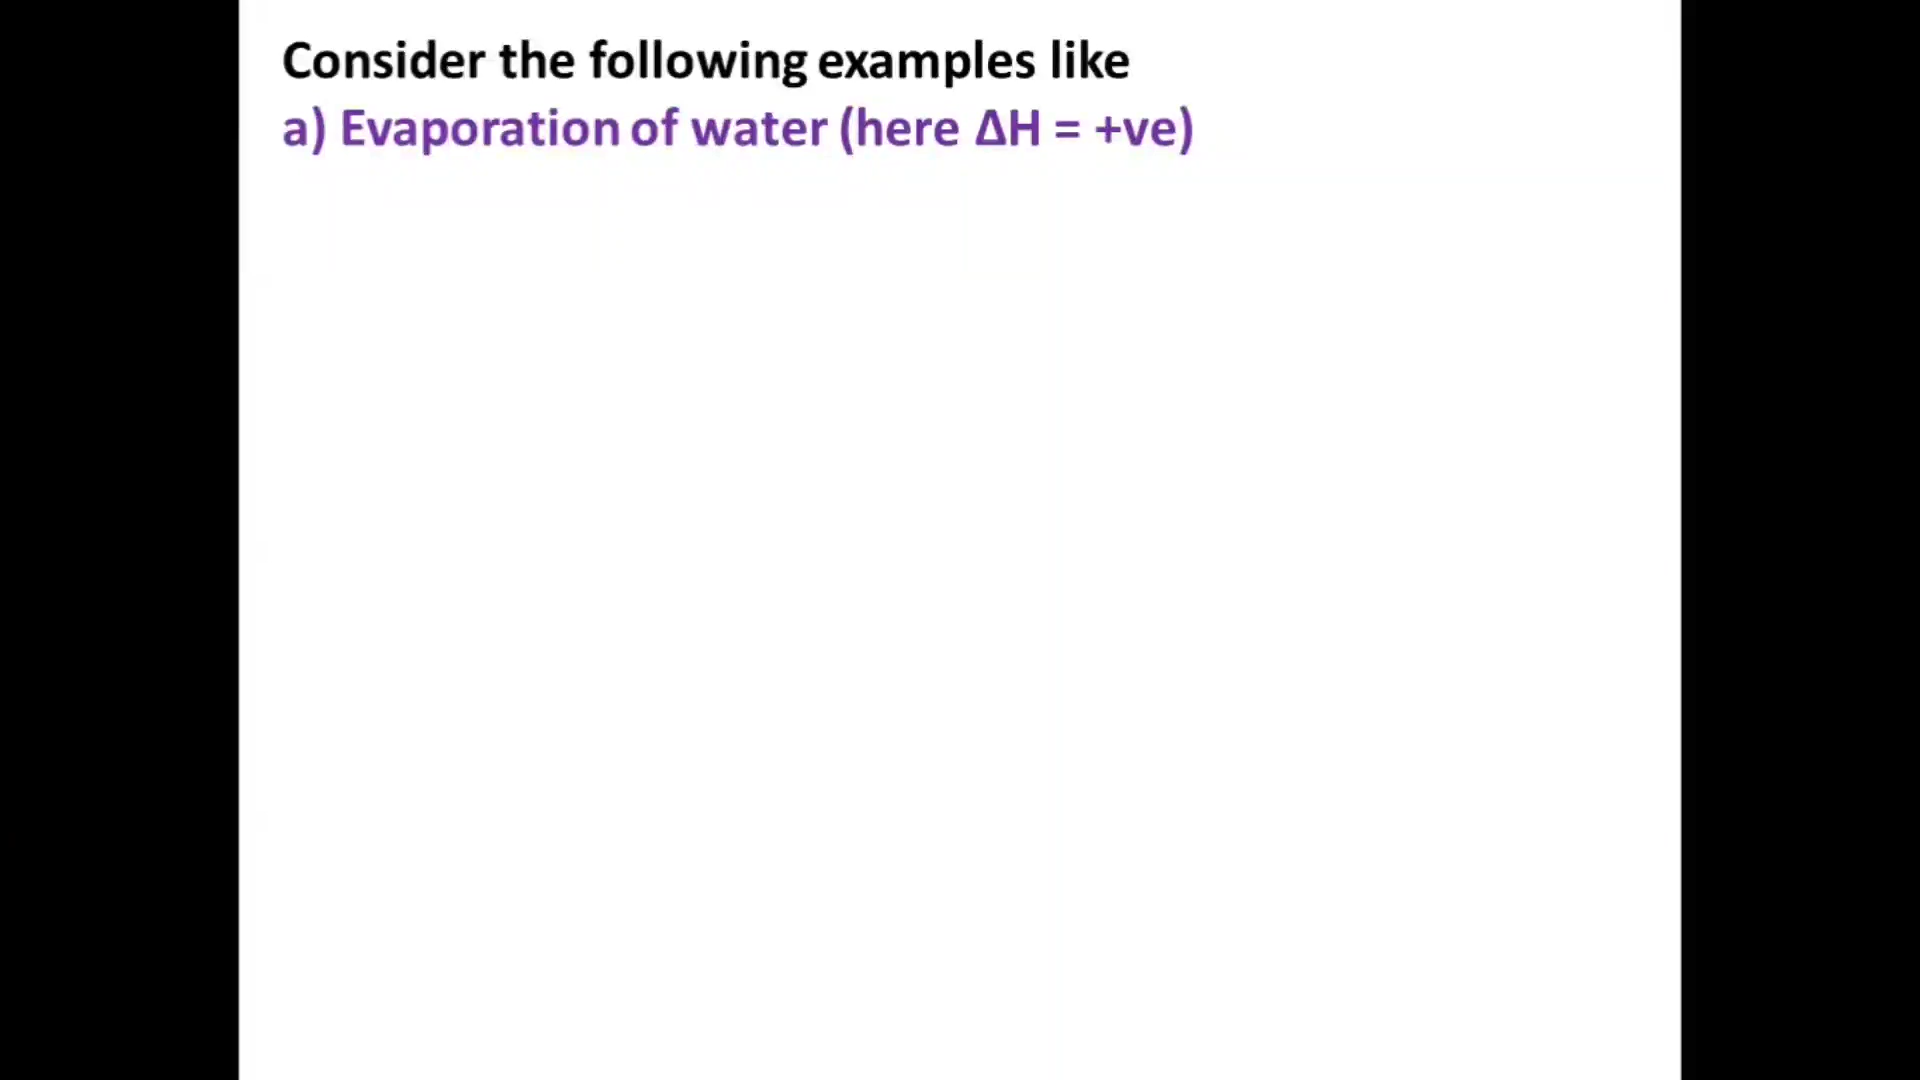 Consider the following examples like
a) Evaporation of water (here ΔH = +ve)